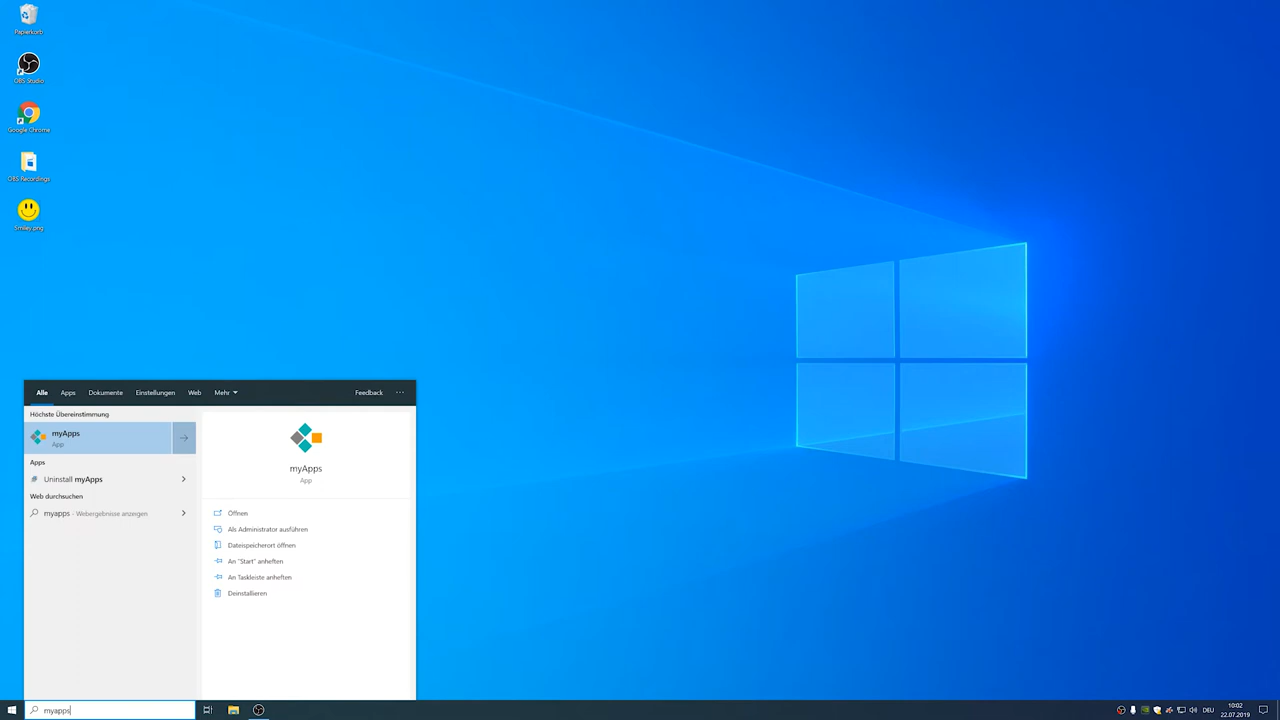 Papierkorb
OBS Studio
Google Chrome
OBS Recordings
Smiley.png
Alle Apps Dokumente Einstellungen Web Mehr Feedback ...
Höchste Übereinstimmung
myApps
App
Apps
Uninstall myApps
Web durchsuchen
myapps - Webergebnisse anzeigen
myApps
App
Öffnen
Als Administrator ausführen
Dateispeicherort öffnen
An "Start" anheften
An Taskleiste anheften
Deinstallieren
myapps
DEU
10:02
22.07.2019